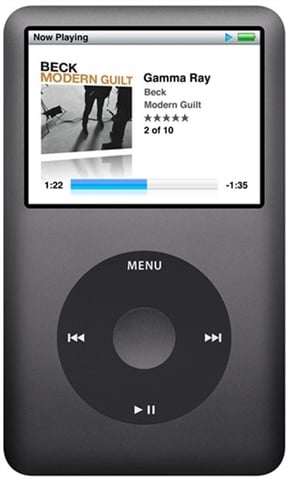 Now Playing
BECK
MODERN GUILT
Gamma Ray
Beck
Modern Guilt
★★★★★
2 of 10
1:22
-1:35
MENU